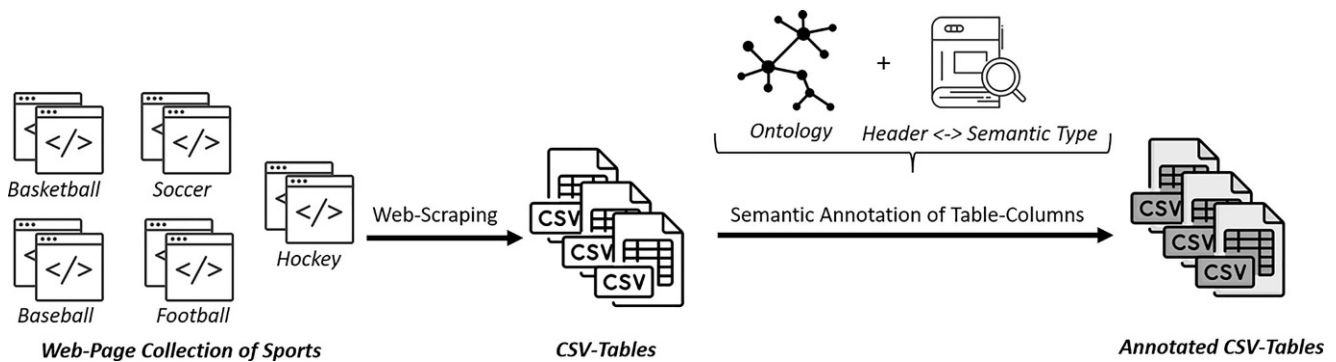 Ontology
+
Header <-> Semantic Type
</>
</>
Basketball
Soccer
</>
Hockey
</>
</>
Baseball
Football
Web-Scraping
CSV
CSV
CSV
Semantic Annotation of Table-Columns
CSV
CSV
CSV
Web-Page Collection of Sports
CSV-Tables
Annotated CSV-Tables